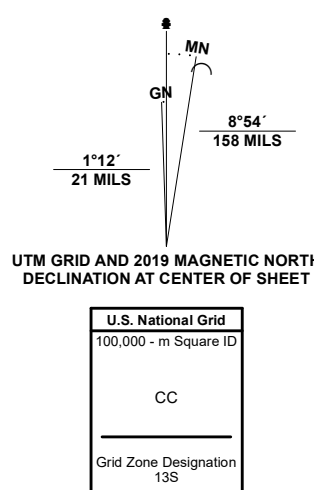 MN
GN
8°54´
158 MILS
1°12´
21 MILS
UTM GRID AND 2019 MAGNETIC NORTH
DECLINATION AT CENTER OF SHEET
U.S. National Grid
100,000 - m Square ID
CC
Grid Zone Designation
13S